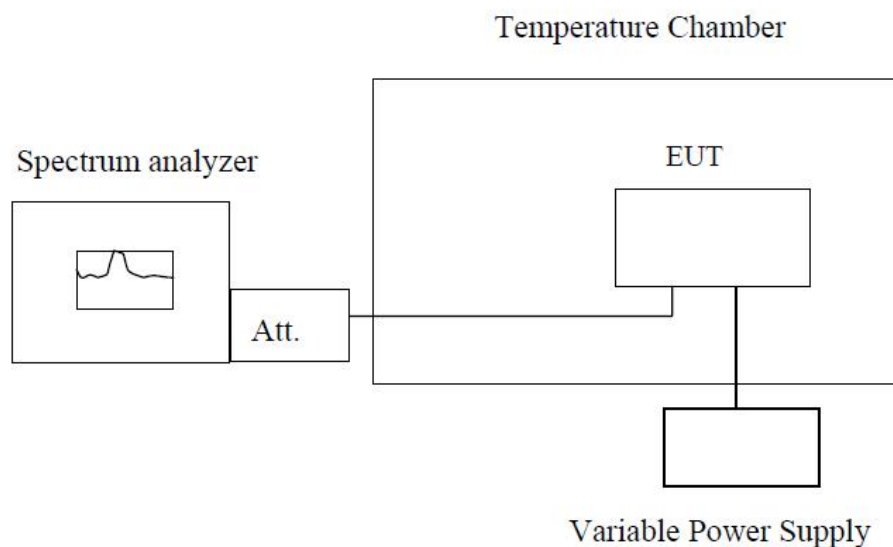 Temperature Chamber
Spectrum analyzer
EUT
Att.
Variable Power Supply